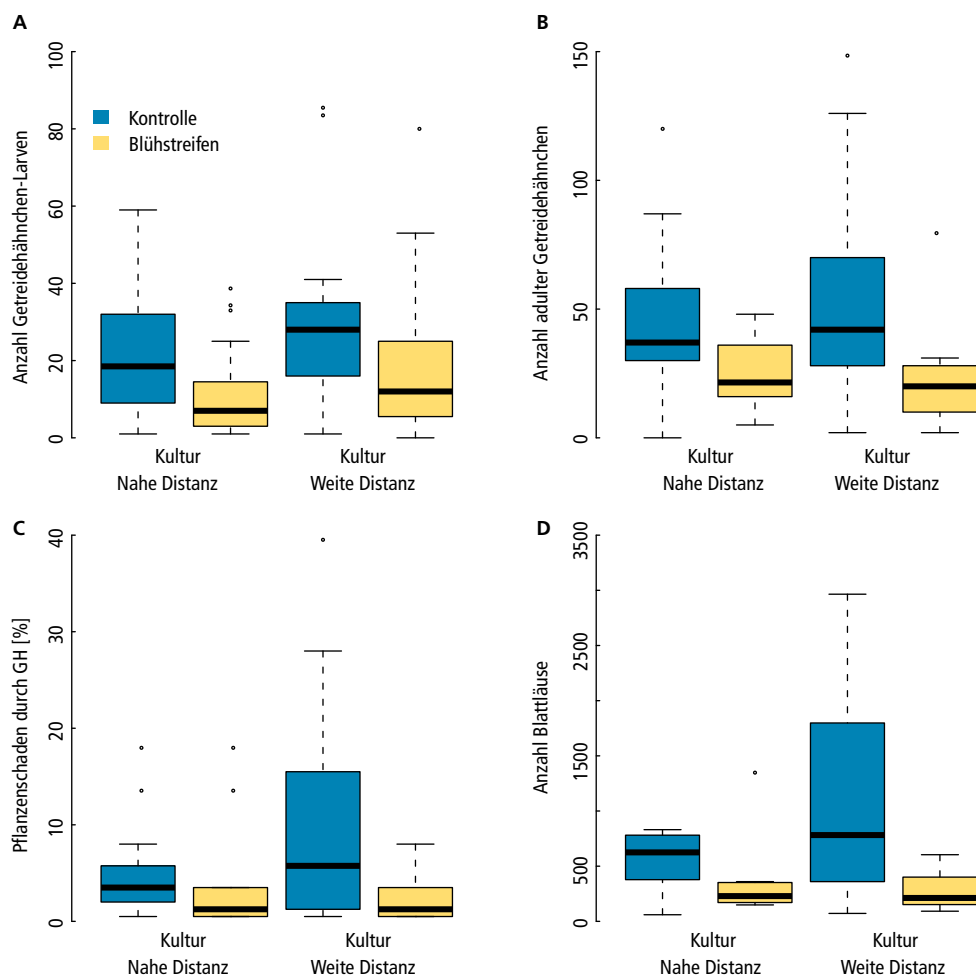 A
100
80
60
40
20
0
Anzahl Getreidehähnchen-Larven
Kontrolle
Blühstreifen
Kultur
Nahe Distanz
Kultur
Weite Distanz
B
150
100
50
0
Anzahl adulter Getreidehähnchen
Kultur
Nahe Distanz
Kultur
Weite Distanz
C
40
30
20
10
0
Pflanzenschaden durch GH [%]
Kultur
Nahe Distanz
Kultur
Weite Distanz
D
3500
2500
1500
500
0
Anzahl Blattläuse
Kultur
Nahe Distanz
Kultur
Weite Distanz